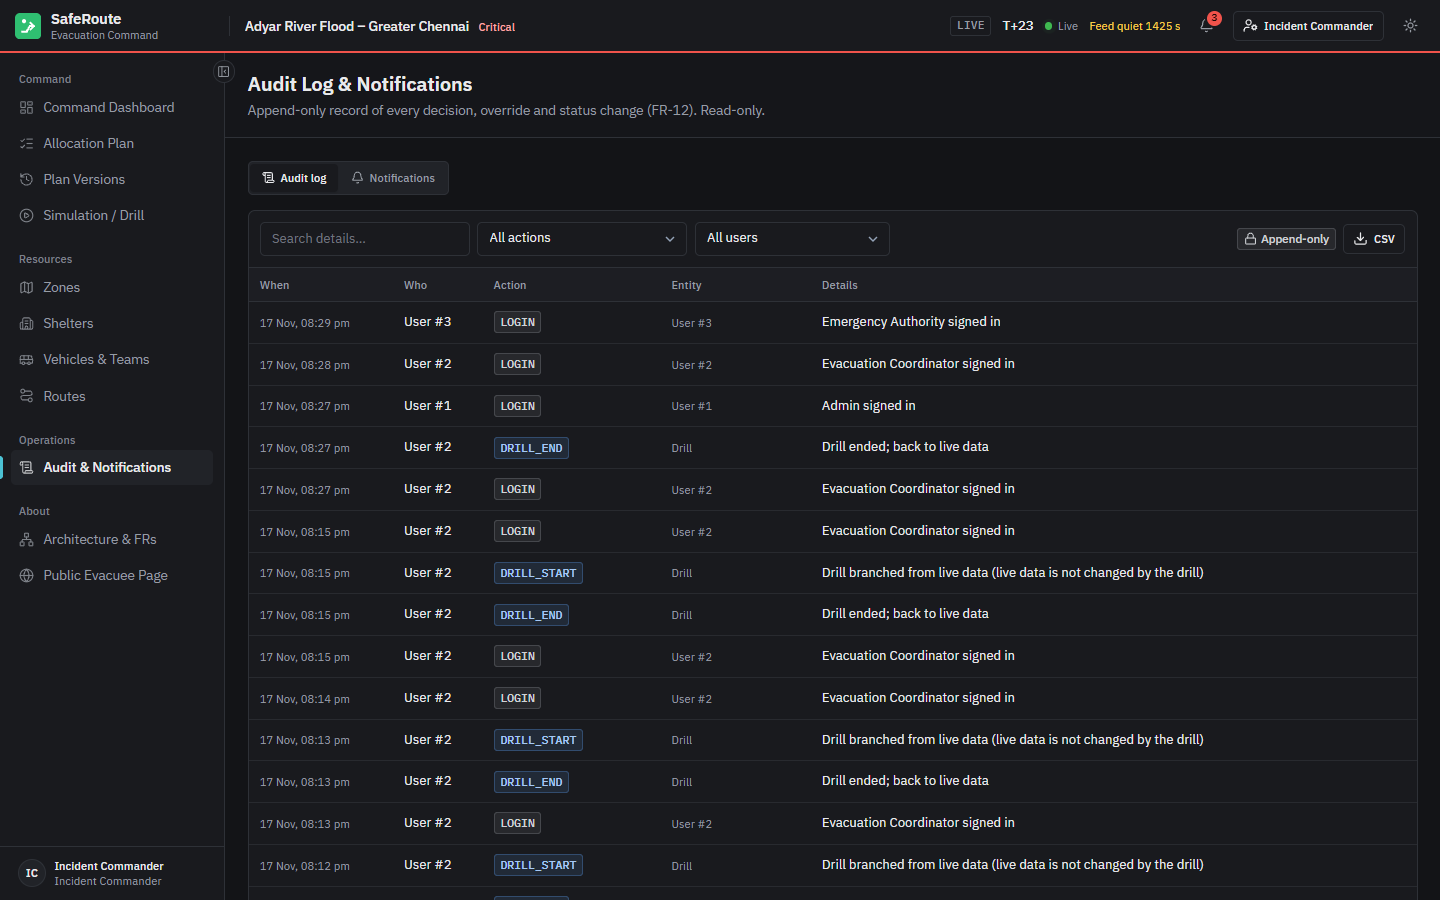 SafeRoute
Evacuation Command
Adyar River Flood – Greater Chennai Critical
LIVE T+23 Live Feed quiet 1425 s 3 Incident Commander
Command
Command Dashboard
Allocation Plan
Plan Versions
Simulation / Drill
Resources
Zones
Shelters
Vehicles & Teams
Routes
Operations
Audit & Notifications
About
Architecture & FRs
Public Evacuee Page
IC Incident Commander
Incident Commander
Audit Log & Notifications
Append-only record of every decision, override and status change (FR-12). Read-only.
Audit log Notifications
Search details... All actions All users Append-only CSV
When Who Action Entity Details
17 Nov, 08:29 pm User #3 LOGIN User #3 Emergency Authority signed in
17 Nov, 08:28 pm User #2 LOGIN User #2 Evacuation Coordinator signed in
17 Nov, 08:27 pm User #1 LOGIN User #1 Admin signed in
17 Nov, 08:27 pm User #2 DRILL_END Drill Drill ended; back to live data
17 Nov, 08:27 pm User #2 LOGIN User #2 Evacuation Coordinator signed in
17 Nov, 08:15 pm User #2 LOGIN User #2 Evacuation Coordinator signed in
17 Nov, 08:15 pm User #2 DRILL_START Drill Drill branched from live data (live data is not changed by the drill)
17 Nov, 08:15 pm User #2 DRILL_END Drill Drill ended; back to live data
17 Nov, 08:15 pm User #2 LOGIN User #2 Evacuation Coordinator signed in
17 Nov, 08:14 pm User #2 LOGIN User #2 Evacuation Coordinator signed in
17 Nov, 08:13 pm User #2 DRILL_START Drill Drill branched from live data (live data is not changed by the drill)
17 Nov, 08:13 pm User #2 DRILL_END Drill Drill ended; back to live data
17 Nov, 08:13 pm User #2 LOGIN User #2 Evacuation Coordinator signed in
17 Nov, 08:12 pm User #2 DRILL_START Drill Drill branched from live data (live data is not changed by the drill)